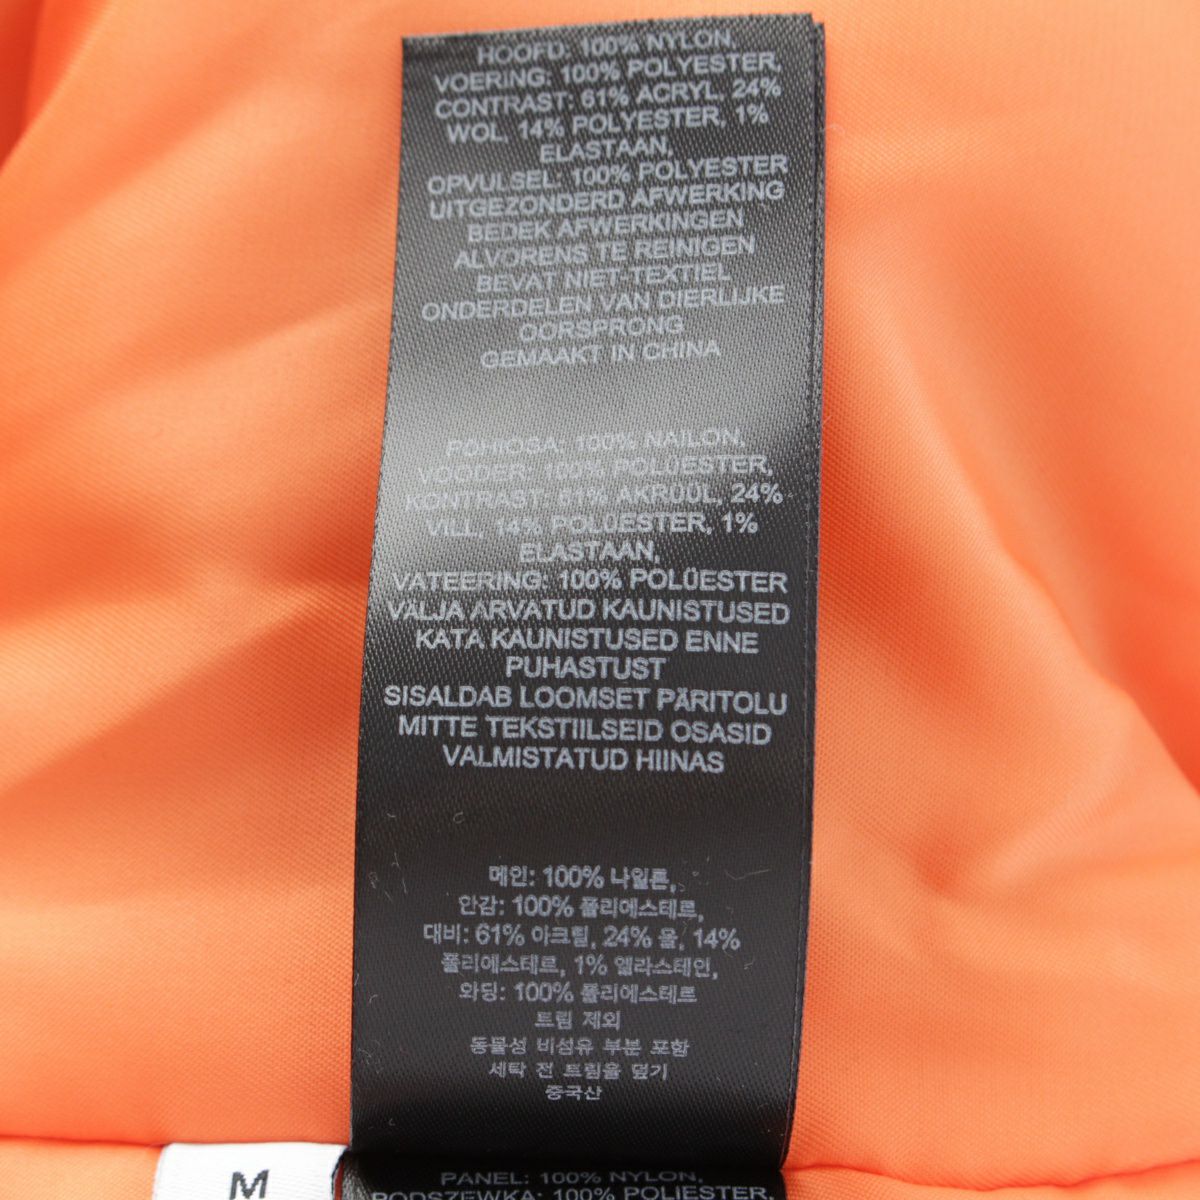 HOOFD: 100% NYLON,
VOERING: 100% POLYESTER,
CONTRAST: 61% ACRYL, 24%
WOL, 14% POLYESTER, 1%
ELASTAAN,
OPVULSEL: 100% POLYESTER
UITGEZONDERD AFWERKING
BEDEK AFWERKINGEN
ALVORENS TE REINIGEN
BEVAT NIET-TEXTIEL
ONDERDELEN VAN DIERLIJKE
OORSPRONG
GEMAAKT IN CHINA
POHIOSA: 100% NAILON,
VOODER: 100% POLÜESTER,
KONTRAST: 61% AKRÜÜL, 24%
VILL, 14% POLÜESTER, 1%
ELASTAAN,
VATEERING: 100% POLÜESTER
VÄLJA ARVATUD KAUNISTUSED
KATA KAUNISTUSED ENNE
PUHASTUST
SISALDAB LOOMSET PÄRITOLU
MITTE TEKSTIILSEID OSASID
VALMISTATUD HIINAS
메인: 100% 나일론,
안감: 100% 폴리에스테르,
대비: 61% 아크릴, 24% 울, 14%
폴리에스테르, 1% 엘라스테인,
와딩: 100% 폴리에스테르
트림 제외
동물성 비섬유 부분 포함
세탁 전 트림을 덮기
중국산
M
PANEL: 100% NYLON,
PODSZEWKA: 100% POLYESTER,